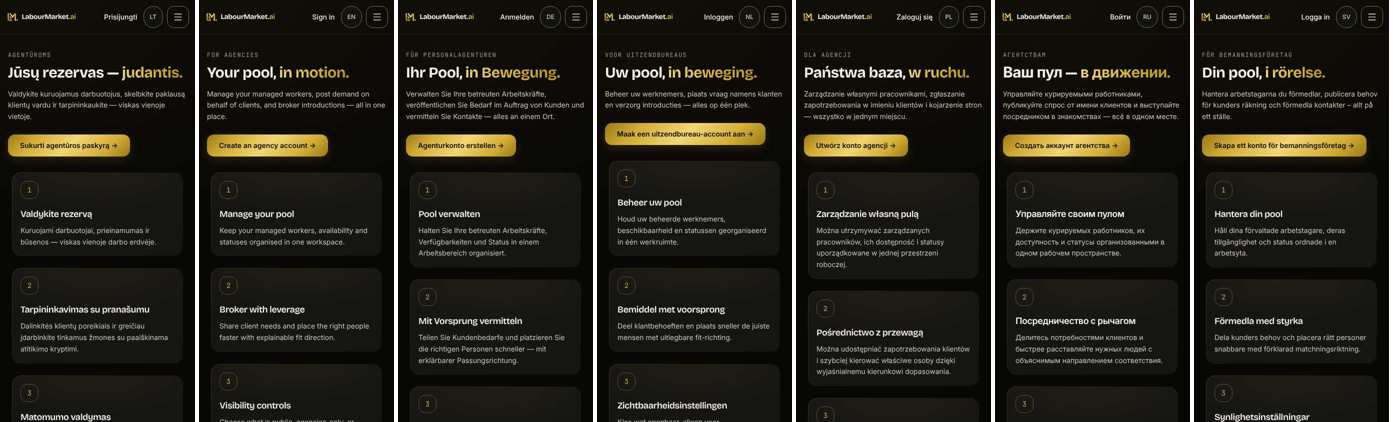 LabourMarket.ai
Prisijungti
LT
AGENTŪROMS
Jūsų rezervas — judantis.
Valdykite kuruojamus darbuotojus, skelbkite paklausą
klientų vardu ir tarpininkaukite — viskas vienoje
vietoje.
Sukurti agentūros paskyrą →
1
Valdykite rezervą
Kuruojami darbuotojai, prieinamumas ir
būsenos — viskas vienoje darbo erdvėje.
2
Tarpininkavimas su pranašumu
Dalinkitės klientų poreikiais ir greičiau
įdarbinkite tinkamus žmones su paaiškinama
atitikimo kryptimi.
3
Matomumo valdymas
LabourMarket.ai
Sign in
EN
FOR AGENCIES
Your pool, in motion.
Manage your managed workers, post demand on
behalf of clients, and broker introductions — all in one
place.
Create an agency account →
1
Manage your pool
Keep your managed workers, availability and
statuses organised in one workspace.
2
Broker with leverage
Share client needs and place the right people
faster with explainable fit direction.
3
Visibility controls
LabourMarket.ai
Anmelden
DE
FÜR PERSONALAGENTUREN
Ihr Pool, in Bewegung.
Verwalten Sie Ihre betreuten Arbeitskräfte,
veröffentlichen Sie Bedarf im Auftrag von Kunden und
vermitteln Sie Kontakte — alles an einem Ort.
Agenturkonto erstellen →
1
Pool verwalten
Halten Sie Ihre betreuten Arbeitskräfte,
Verfügbarkeiten und Status in einem
Arbeitsbereich organisiert.
2
Mit Vorsprung vermitteln
Teilen Sie Kundenbedarfe und platzieren Sie
die richtigen Personen schneller — mit
erklärbarer Passungsrichtung.
3
LabourMarket.ai
Inloggen
NL
VOOR UITZENDBUREAUS
Uw pool, in beweging.
Beheer uw werknemers, plaats vraag namens klanten
en verzorg introducties — alles op één plek.
Maak een uitzendbureau-account aan →
1
Beheer uw pool
Houd uw beheerde werknemers,
beschikbaarheid en statussen georganiseerd
in één werkruimte.
2
Bemiddel met voorsprong
Deel klantbehoeften en plaats sneller de juiste
mensen met uitlegbare fit-richting.
3
Zichtbaarheidsinstellingen
LabourMarket.ai
Zaloguj się
PL
DLA AGENCJI
Państwa baza, w ruchu.
Zarządzanie własnymi pracownikami, zgłaszanie
zapotrzebowania w imieniu klientów i kojarzenie stron
— wszystko w jednym miejscu.
Utwórz konto agencji →
1
Zarządzanie własną pulą
Można utrzymywać zarządzanych
pracowników, ich dostępność i statusy
uporządkowane w jednej przestrzeni
roboczej.
2
Pośrednictwo z przewagą
Można udostępniać zapotrzebowania klientów
i szybciej kierować właściwe osoby dzięki
wyjaśnialnemu kierunkowi dopasowania.
3
LabourMarket.ai
Войти
RU
АГЕНТСТВАМ
Ваш пул — в движении.
Управляйте курируемыми работниками,
публикуйте спрос от имени клиентов и выступайте
посредником в знакомствах — всё в одном месте.
Создать аккаунт агентства →
1
Управляйте своим пулом
Держите курируемых работников, их
доступность и статусы организованными в
одном рабочем пространстве.
2
Посредничество с рычагом
Делитесь потребностями клиентов и
быстрее расставляйте нужных людей с
объяснимым направлением соответствия.
3
LabourMarket.ai
Logga in
SV
FÖR BEMANNINGSFÖRETAG
Din pool, i rörelse.
Hantera arbetstagarna du förmedlar, publicera behov
för kunders räkning och förmedla kontakter – allt på
ett ställe.
Skapa ett konto för bemanningsföretag →
1
Hantera din pool
Håll dina förvaltade arbetstagare, deras
tillgänglighet och status ordnade i en
arbetsyta.
2
Förmedla med styrka
Dela kunders behov och placera rätt personer
snabbare med förklarad matchningsriktning.
3
Synlighetsinställningar